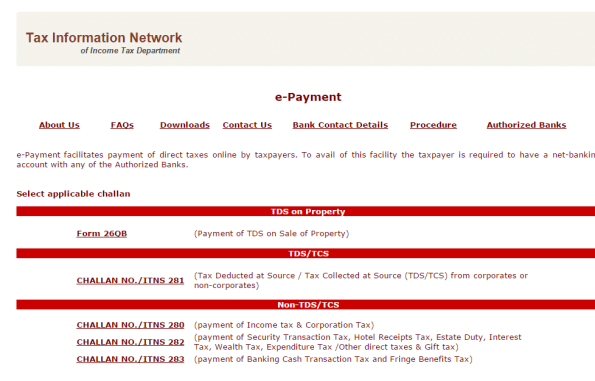 Tax Information Network
of Income Tax Department
e-Payment
About Us FAQs Downloads Contact Us Bank Contact Details Procedure Authorized Banks
e-Payment facilitates payment of direct taxes online by taxpayers. To avail of this facility the taxpayer is required to have a net-bankin
account with any of the Authorized Banks.
Select applicable challan
TDS on Property
Form 26QB (Payment of TDS on Sale of Property)
TDS/TCS
CHALLAN NO./ITNS 281 (Tax Deducted at Source / Tax Collected at Source (TDS/TCS) from corporates or
non-corporates)
Non-TDS/TCS
CHALLAN NO./ITNS 280 (payment of Income tax & Corporation Tax)
CHALLAN NO./ITNS 282 (payment of Security Transaction Tax, Hotel Receipts Tax, Estate Duty, Interest
Tax, Wealth Tax, Expenditure Tax /Other direct taxes & Gift tax)
CHALLAN NO./ITNS 283 (payment of Banking Cash Transaction Tax and Fringe Benefits Tax)